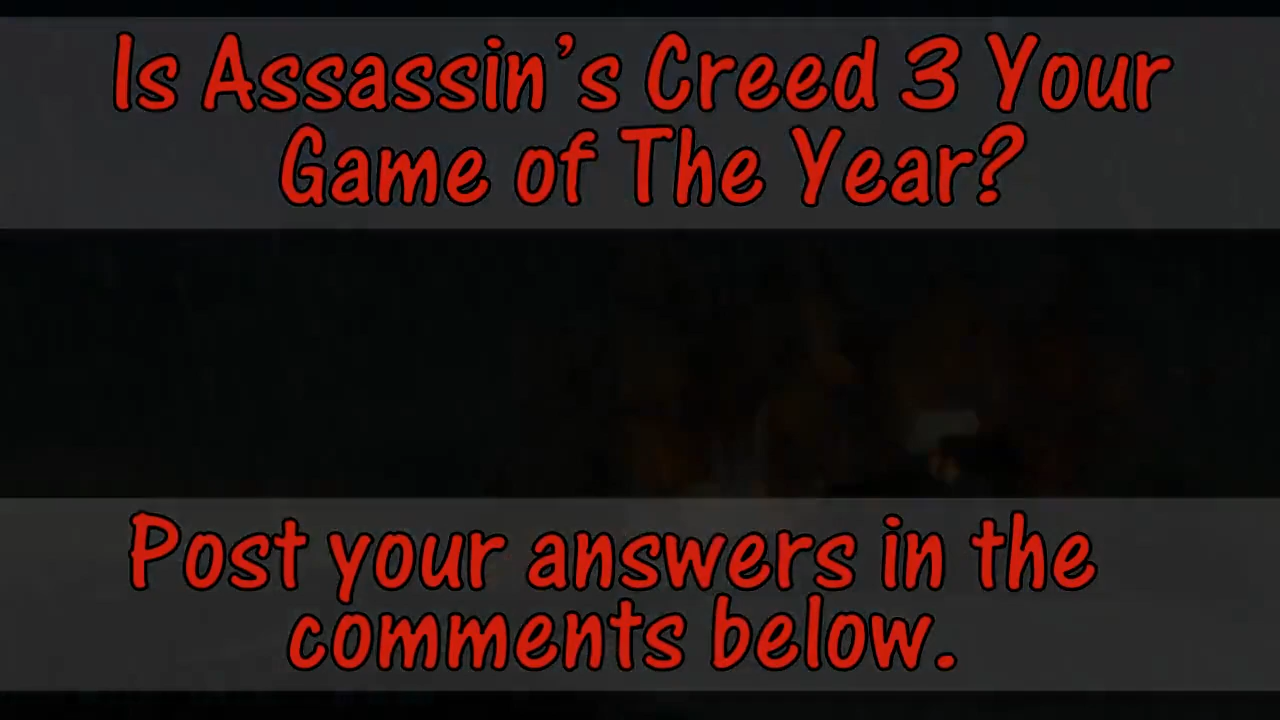 Is Assassin's Creed 3 Your
Game of The Year?
Post your answers in the
comments below.